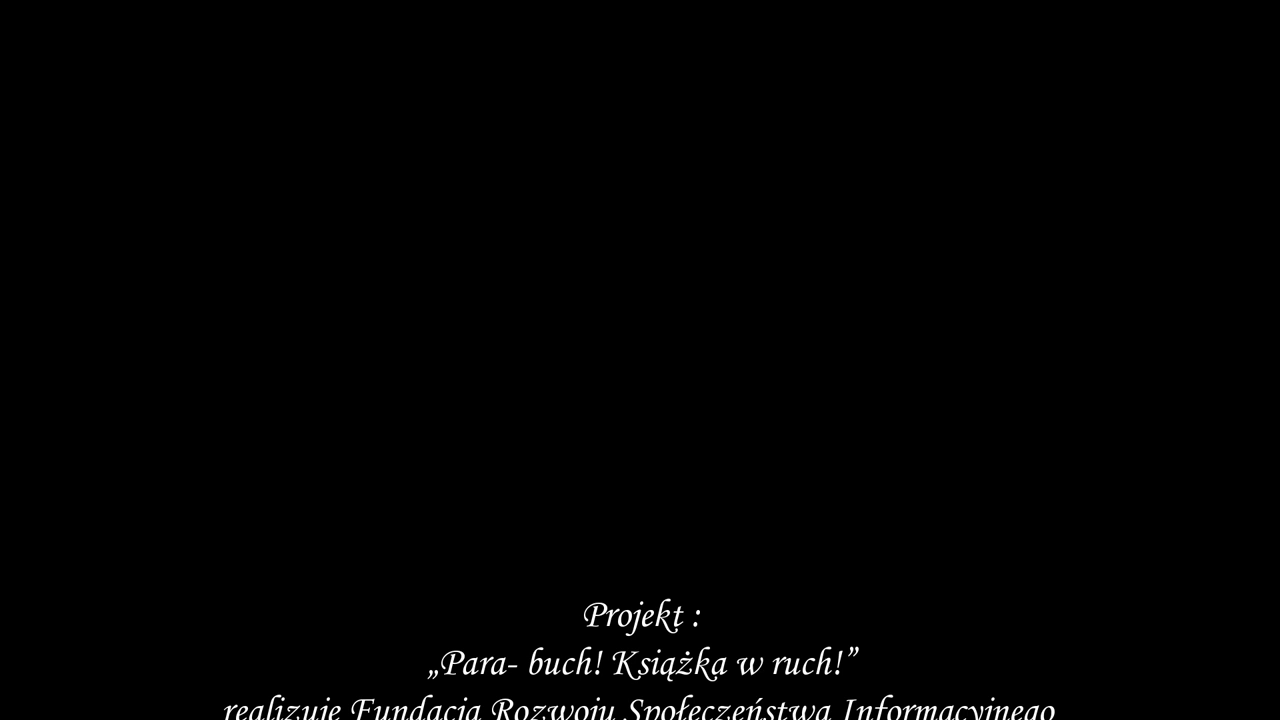 Projekt :
„Para- buch! Książka w ruch!”
realizuje Fundacja Rozwoju Społeczeństwa Informacyjnego